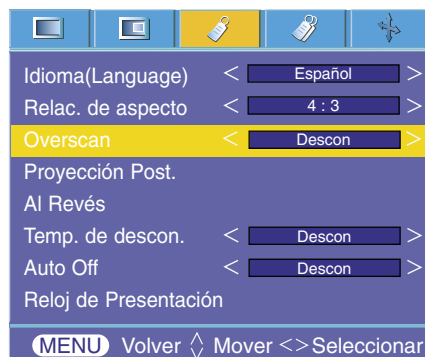 Idioma(Language) < Español >
Relac. de aspecto < 4 : 3 >
Overscan < Descon >
Proyección Post.
Al Revés
Temp. de descon. < Descon >
Auto Off < Descon >
Reloj de Presentación
MENU Volver Mover <> Seleccionar